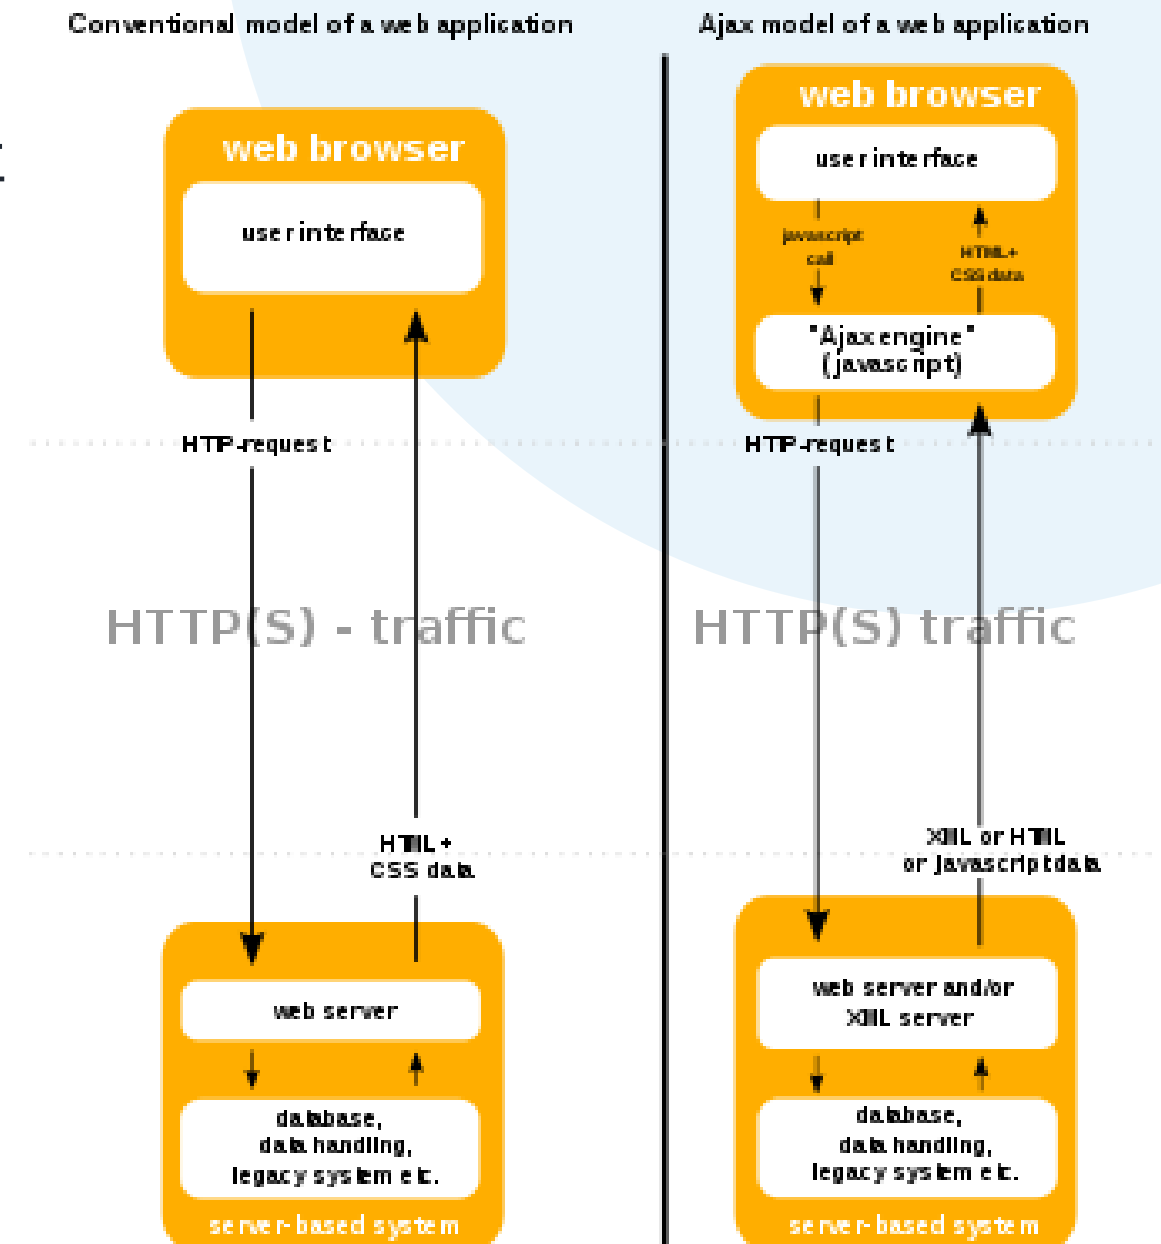 Conventional model of a web application
web browser
user interface
HTTP-request
HTTP(S) - traffic
HTML +
CSS data
web server
database,
data handling,
legacy system etc.
server-based system
Ajax model of a web application
web browser
user interface
javascript
call
HTML+
CSS data
"Ajax engine"
(javascript)
HTTP-request
HTTP(S) traffic
XML or HTML
or Javascript data
web server and/or
XML server
database,
data handling,
legacy system etc.
server-based system